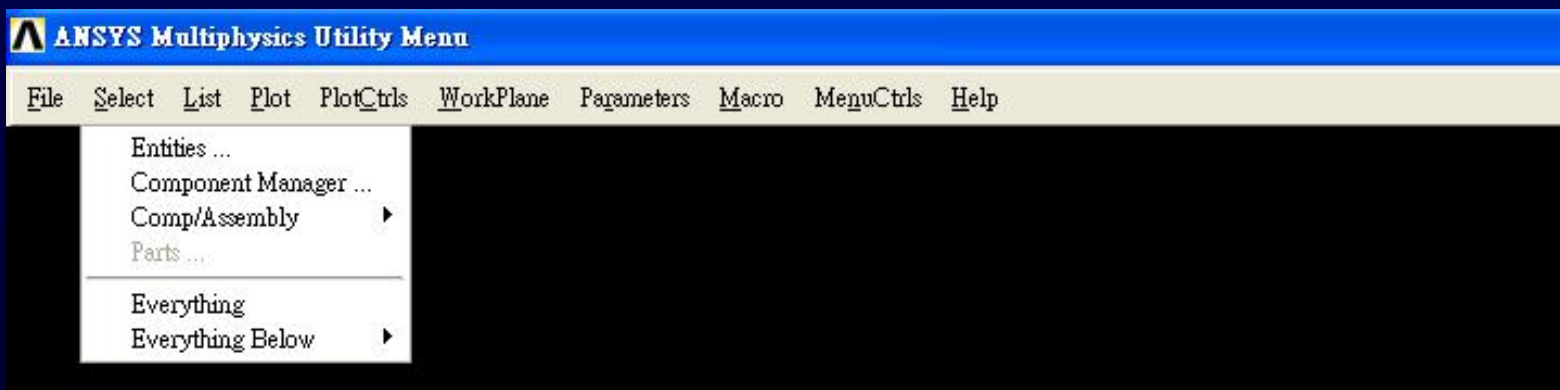 ANSYS Multiphysics Utility Menu
File Select List Plot PlotCtrls WorkPlane Parameters Macro MenuCtrls Help
Entities ...
Component Manager ...
Comp/Assembly
Parts ...
Everything
Everything Below